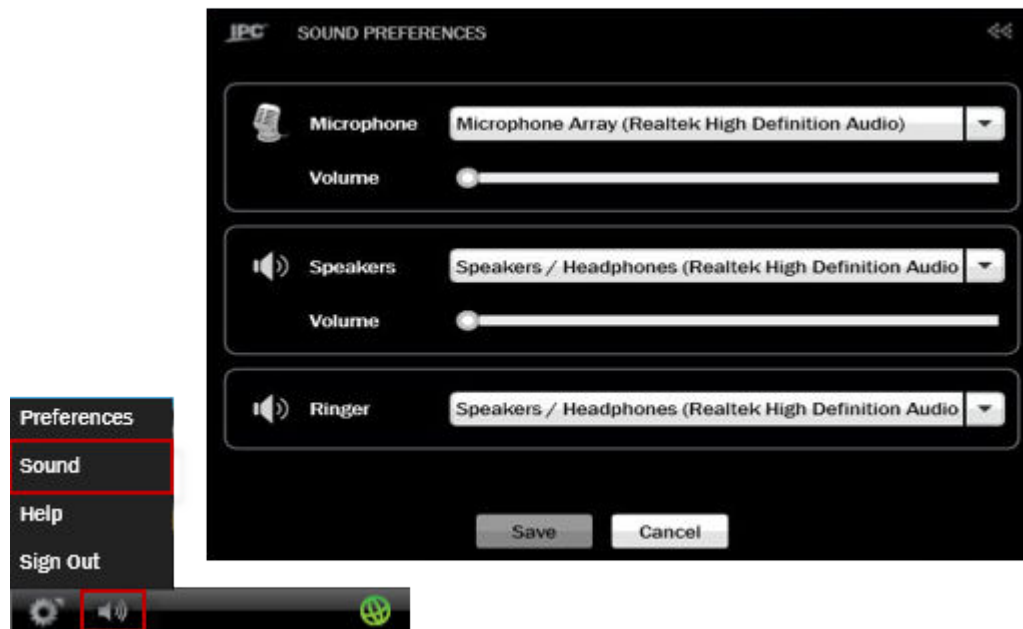 IPC SOUND PREFERENCES
Microphone Microphone Array (Realtek High Definition Audio)
Volume
Speakers Speakers / Headphones (Realtek High Definition Audio
Volume
Ringer Speakers / Headphones (Realtek High Definition Audio
Save Cancel
Preferences
Sound
Help
Sign Out